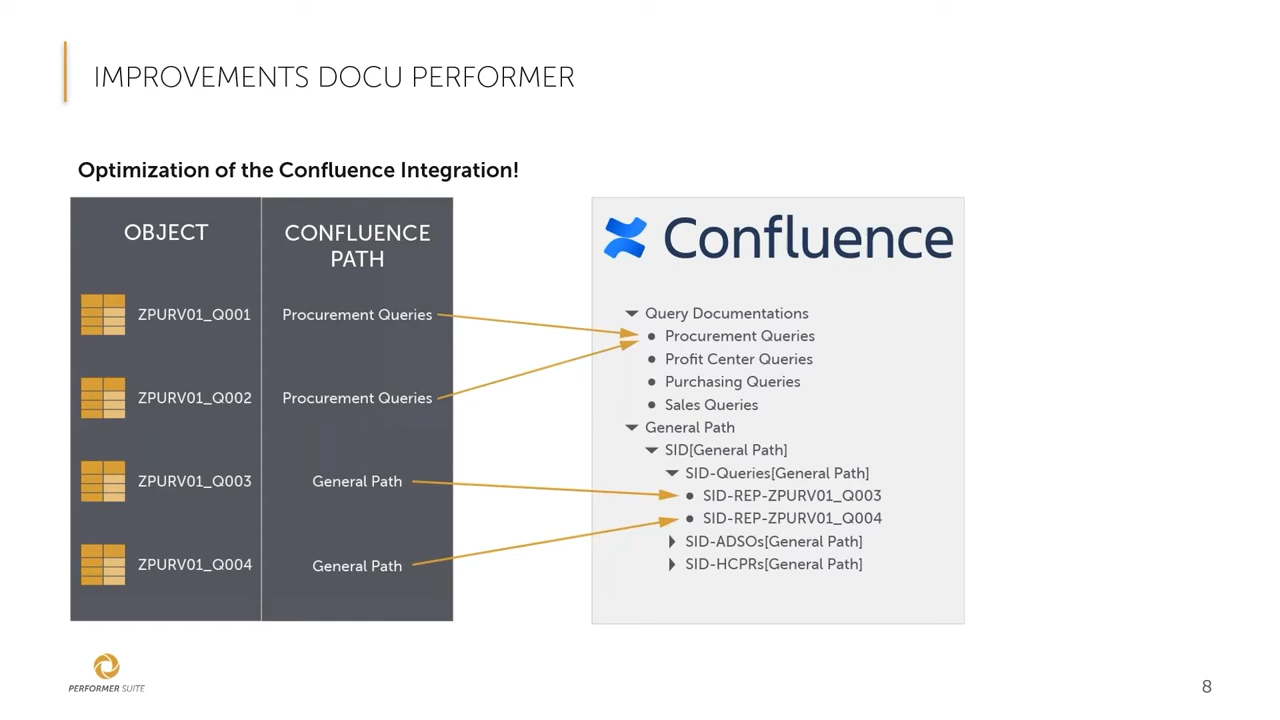 IMPROVEMENTS DOCU PERFORMER
Optimization of the Confluence Integration!
OBJECT
CONFLUENCE
PATH
ZPURV01_Q001
Procurement Queries
ZPURV01_Q002
Procurement Queries
ZPURV01_Q003
General Path
ZPURV01_Q004
General Path
Confluence
Query Documentations
Procurement Queries
Profit Center Queries
Purchasing Queries
Sales Queries
General Path
SID[General Path]
SID-Queries[General Path]
SID-REP-ZPURV01_Q003
SID-REP-ZPURV01_Q004
SID-ADSOs[General Path]
SID-HCPRs[General Path]
PERFORMER SUITE
8